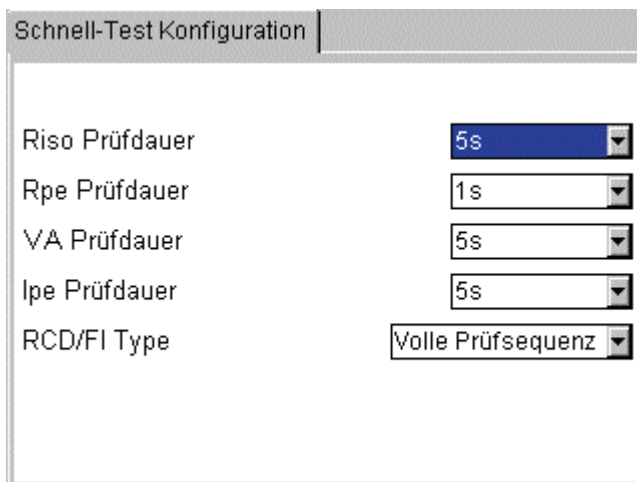 Schnell-Test Konfiguration
Riso Prüfdauer 5s
Rpe Prüfdauer 1s
VA Prüfdauer 5s
Ipe Prüfdauer 5s
RCD/FI Type Volle Prüfsequenz